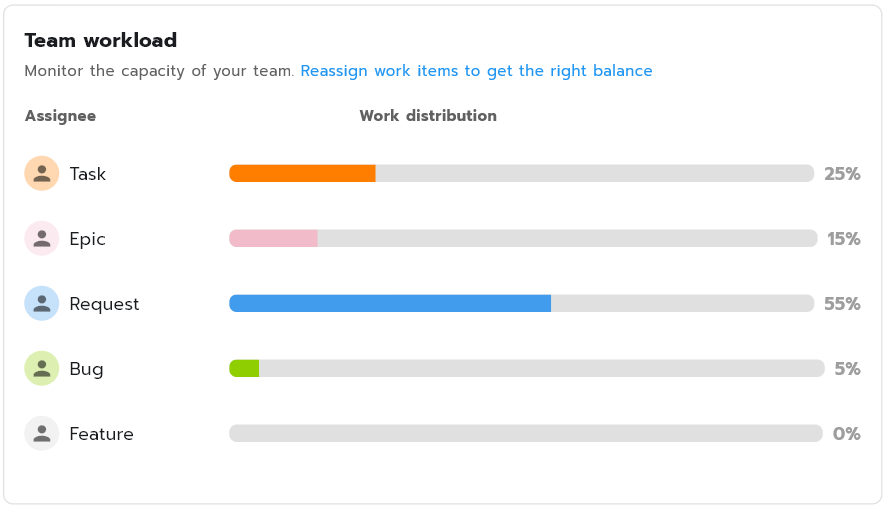 Team workload
Monitor the capacity of your team. Reassign work items to get the right balance
Assignee Work distribution
Task 25%
Epic 15%
Request 55%
Bug 5%
Feature 0%